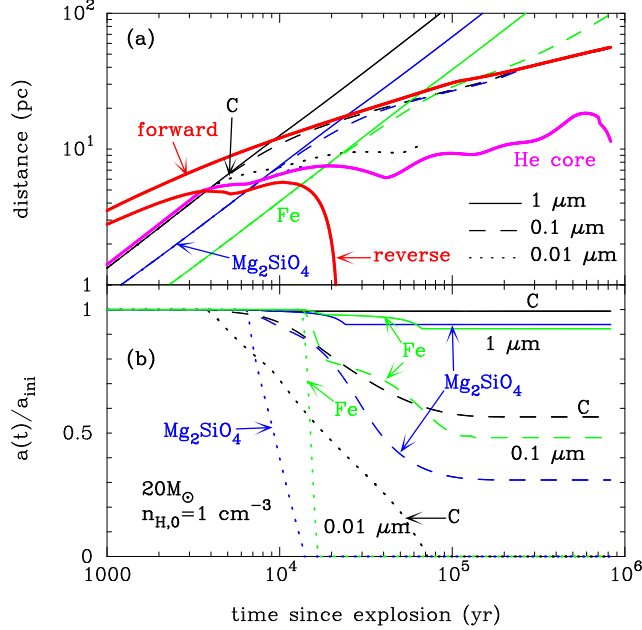 10²
(a)
C
forward
distance (pc)
10¹
He core
Fe
1 μm
0.1 μm
0.01 μm
Mg₂SiO₄
reverse
1
1
C
(b)
Fe
1 μm
Mg₂SiO₄
a(t)/a_ini
Fe
C
0.5
Mg₂SiO₄
0.1 μm
20M☉
n_H,0=1 cm⁻³
0.01 μm
C
0
1000
10⁴
10⁵
10⁶
time since explosion (yr)